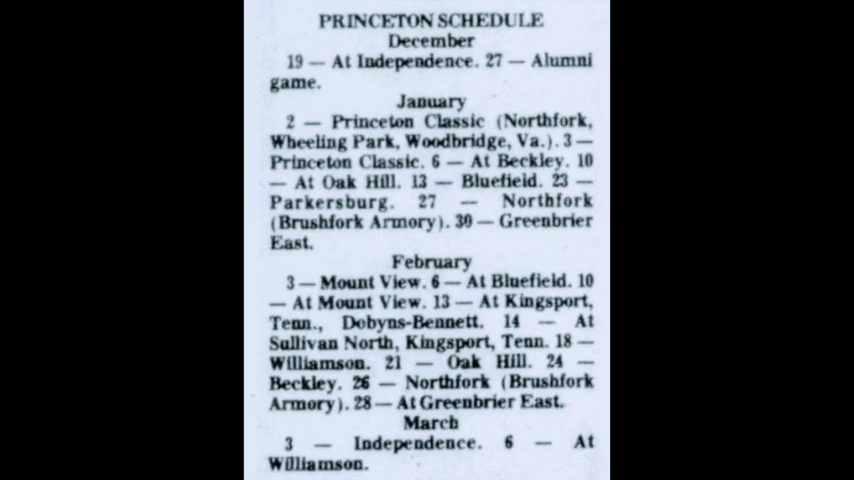 PRINCETON SCHEDULE
December
19 — At Independence. 27 — Alumni
game.
January
2 — Princeton Classic (Northfork,
Wheeling Park, Woodbridge, Va.). 3 —
Princeton Classic. 6 — At Beckley. 10
— At Oak Hill. 13 — Bluefield. 23 —
Parkersburg. 27 — Northfork
(Brushfork Armory). 30 — Greenbrier
East.
February
3 — Mount View. 6 — At Bluefield. 10
— At Mount View. 13 — At Kingsport,
Tenn., Dobyns-Bennett. 14 — At
Sullivan North, Kingsport, Tenn. 18 —
Williamson. 21 — Oak Hill. 24 —
Beckley. 26 — Northfork (Brushfork
Armory). 28 — At Greenbrier East.
March
3 — Independence. 6 — At
Williamson.